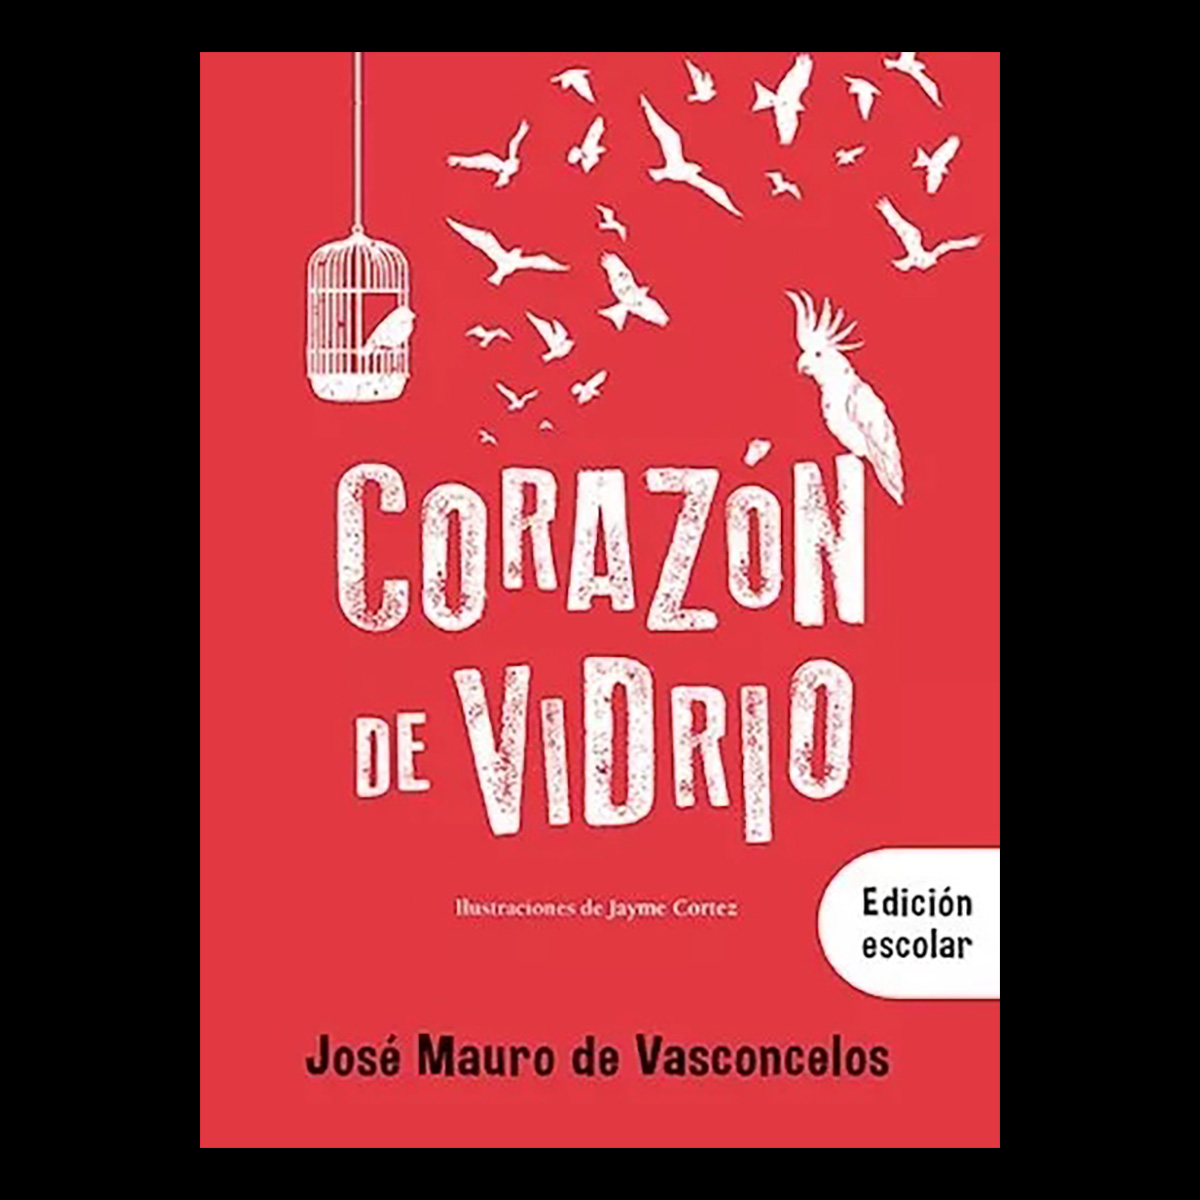 CORAZÓN
DE VIDRIO
Ilustraciones de Jayme Cortez
Edición
escolar
José Mauro de Vasconcelos